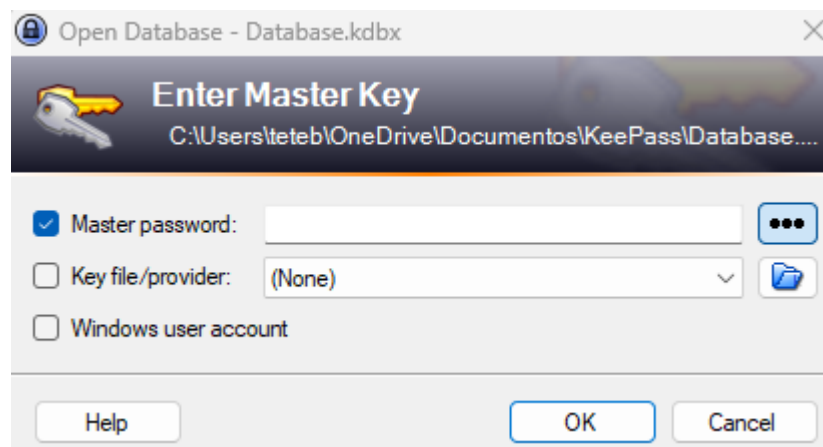 Open Database - Database.kdbx
Enter Master Key
C:\Users\teteb\OneDrive\Documentos\KeePass\Database....
Master password:
Key file/provider: (None)
Windows user account
Help OK Cancel